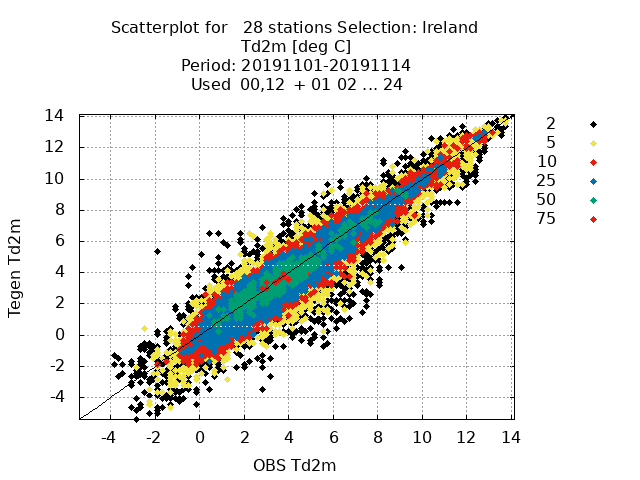 Scatterplot for   28 stations Selection: Ireland
Td2m [deg C]
Period: 20191101-20191114
Used  00,12  + 01 02 ... 24
14
12
10
8
6
4
2
0
-2
-4
Tegen Td2m
-4 -2 0 2 4 6 8 10 12 14
OBS Td2m
2
5
10
25
50
75